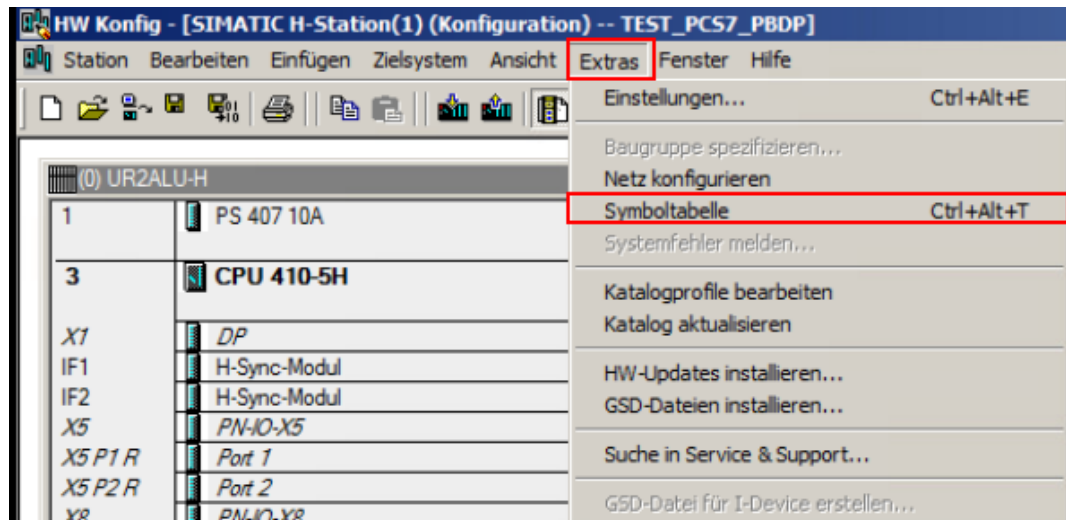 HW Konfig - [SIMATIC H-Station(1) (Konfiguration) -- TEST_PCS7_PBDP]
Station Bearbeiten Einfügen Zielsystem Ansicht Extras Fenster Hilfe
Einstellungen... Ctrl+Alt+E
Baugruppe spezifizieren...
Netz konfigurieren
Symboltabelle Ctrl+Alt+T
Systemfehler melden...
Katalogprofile bearbeiten
Katalog aktualisieren
HW-Updates installieren...
GSD-Dateien installieren...
Suche in Service & Support...
GSD-Datei für I-Device erstellen...
(0) UR2ALU-H
1 PS 407 10A
3 CPU 410-5H
X1 DP
IF1 H-Sync-Modul
IF2 H-Sync-Modul
X5 PN-IO-X5
X5 P1 R Port 1
X5 P2 R Port 2
X8 PN-IO-X8